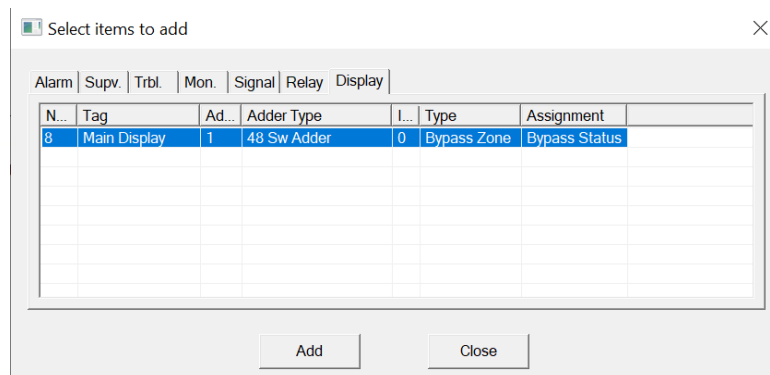 Select items to add
Alarm Supv. Trbl. Mon. Signal Relay Display
N... Tag Ad... Adder Type I... Type Assignment
8 Main Display 1 48 Sw Adder 0 Bypass Zone Bypass Status
Add Close